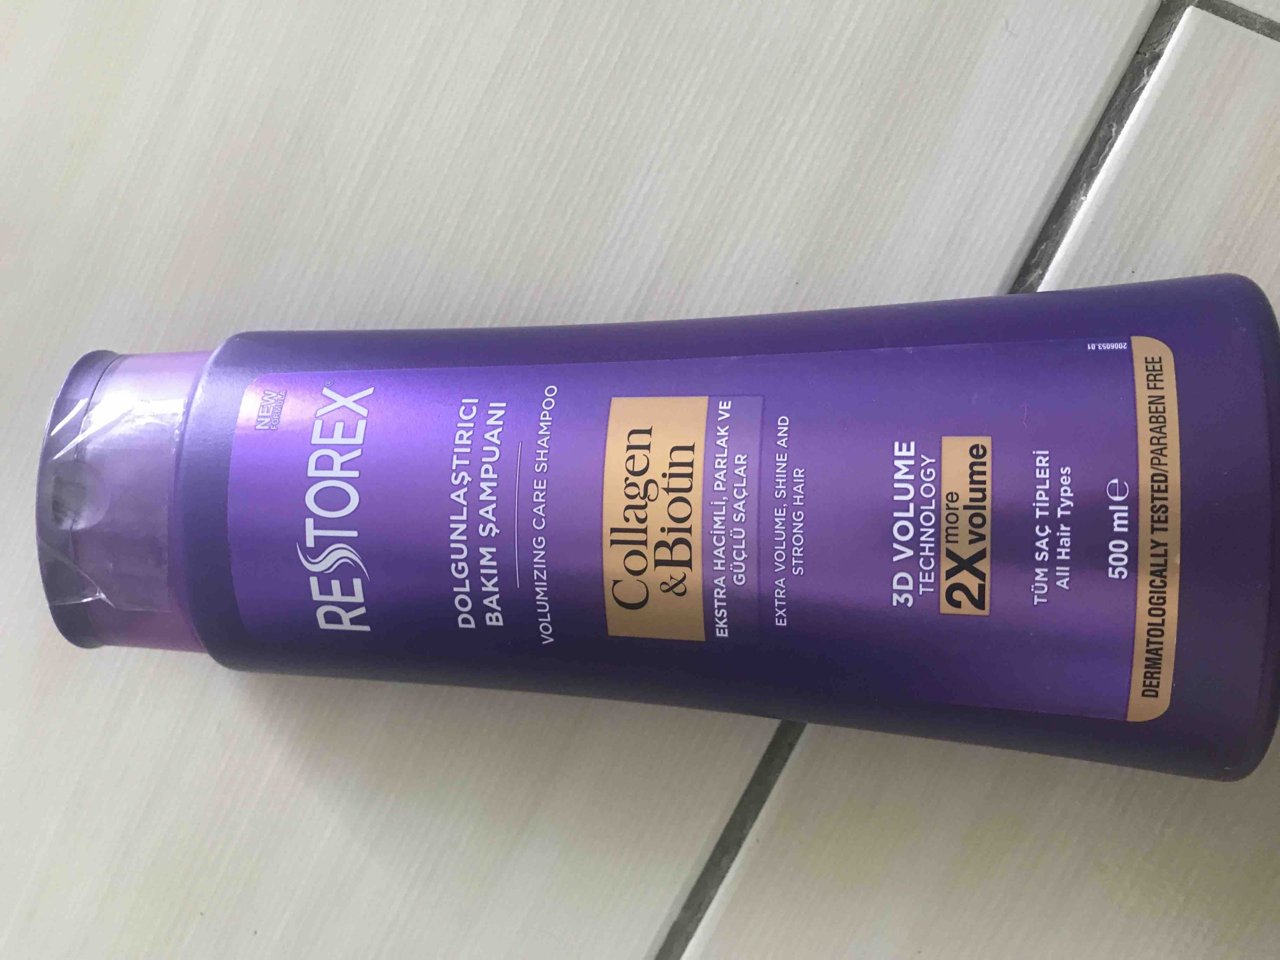 NEW
FORMULA
RESTOREX
DOLGUNLAŞTIRICI
BAKIM ŞAMPUANI
VOLUMIZING CARE SHAMPOO
Collagen
&Biotin
EKSTRA HACİMLİ, PARLAK VE
GÜÇLÜ SAÇLAR
EXTRA VOLUME, SHINE AND
STRONG HAIR
3D VOLUME
TECHNOLOGY
2X more
volume
TÜM SAÇ TİPLERİ
All Hair Types
500 ml ℮
2006053.01
DERMATOLOGICALLY TESTED/PARABEN FREE